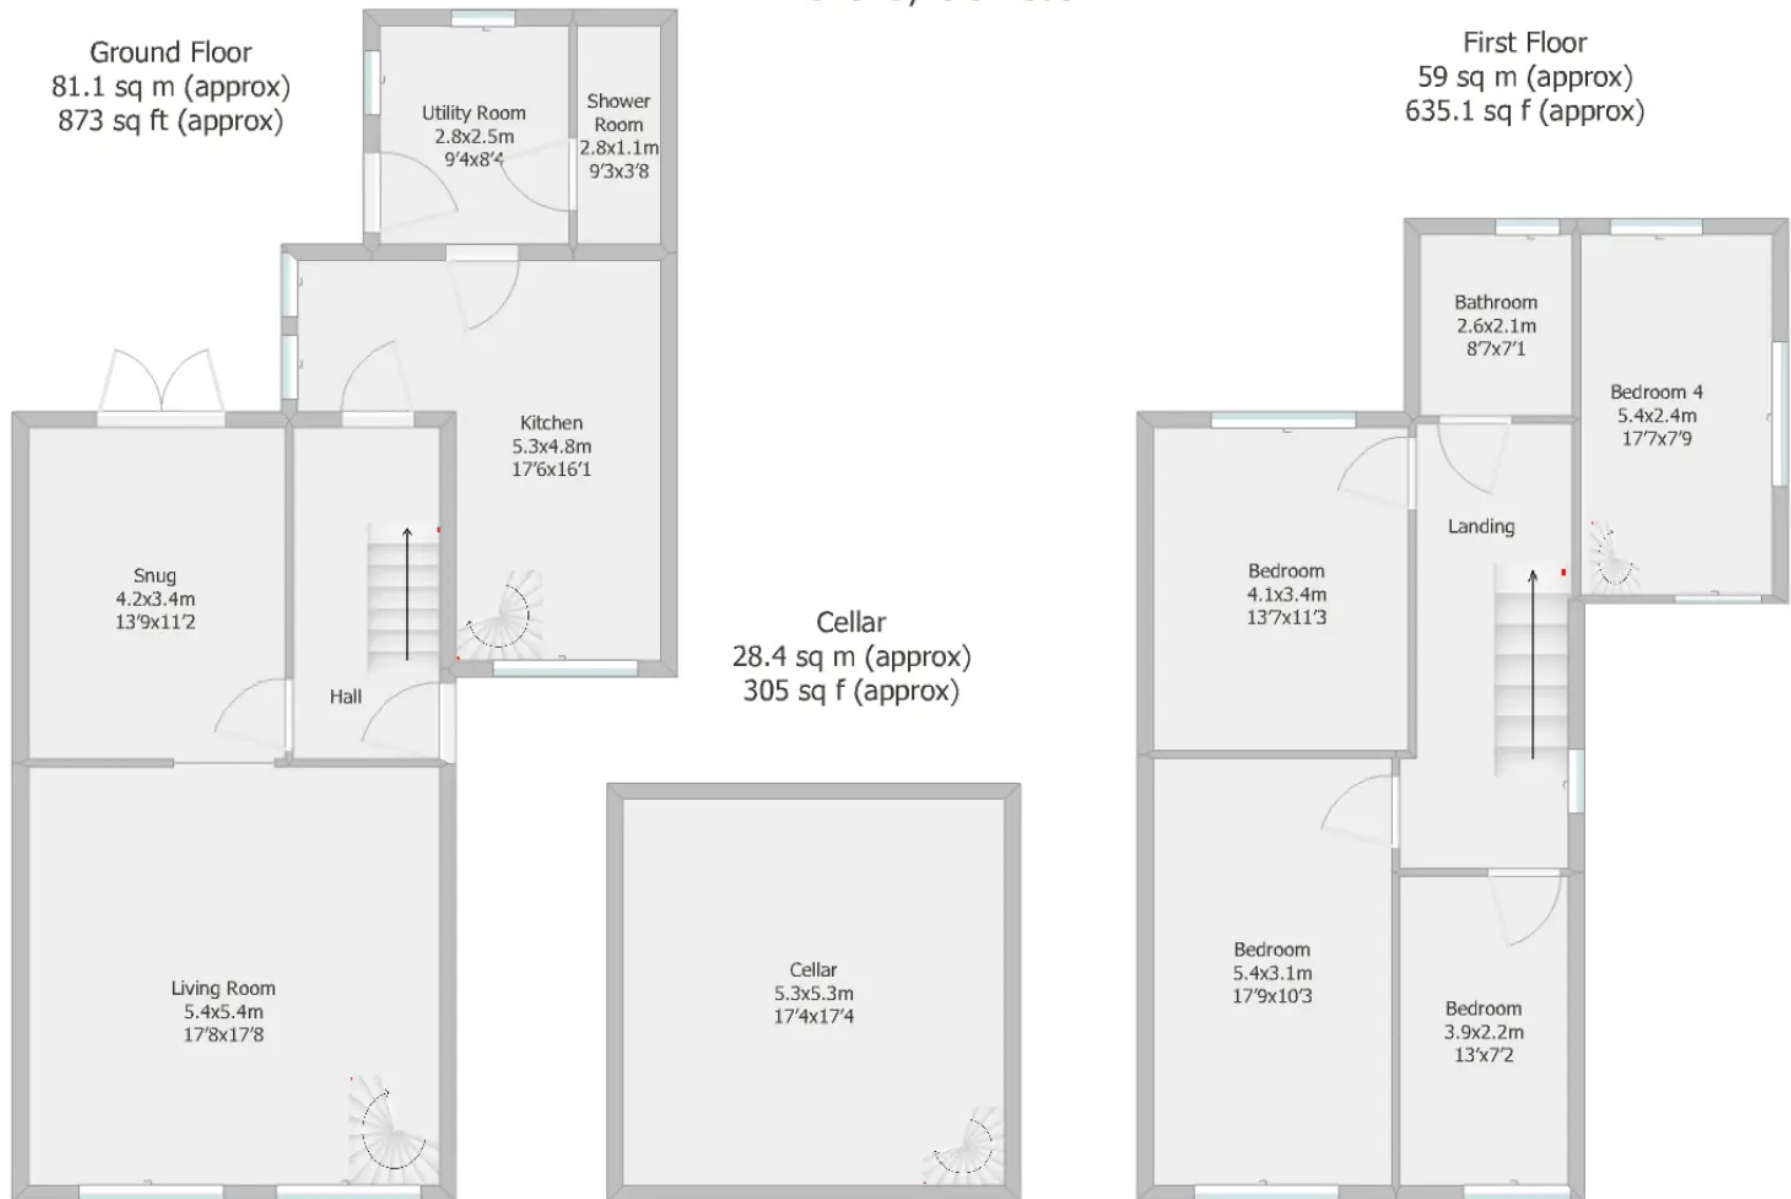 Ground Floor
81.1 sq m (approx)
873 sq ft (approx)
Utility Room
2.8x2.5m
9'4x8'4
Shower
Room
2.8x1.1m
9'3x3'8
Kitchen
5.3x4.8m
17'6x16'1
Snug
4.2x3.4m
13'9x11'2
Hall
Living Room
5.4x5.4m
17'8x17'8
Cellar
28.4 sq m (approx)
305 sq f (approx)
Cellar
5.3x5.3m
17'4x17'4
First Floor
59 sq m (approx)
635.1 sq f (approx)
Bathroom
2.6x2.1m
8'7x7'1
Bedroom 4
5.4x2.4m
17'7x7'9
Landing
Bedroom
4.1x3.4m
13'7x11'3
Bedroom
5.4x3.1m
17'9x10'3
Bedroom
3.9x2.2m
13'x7'2